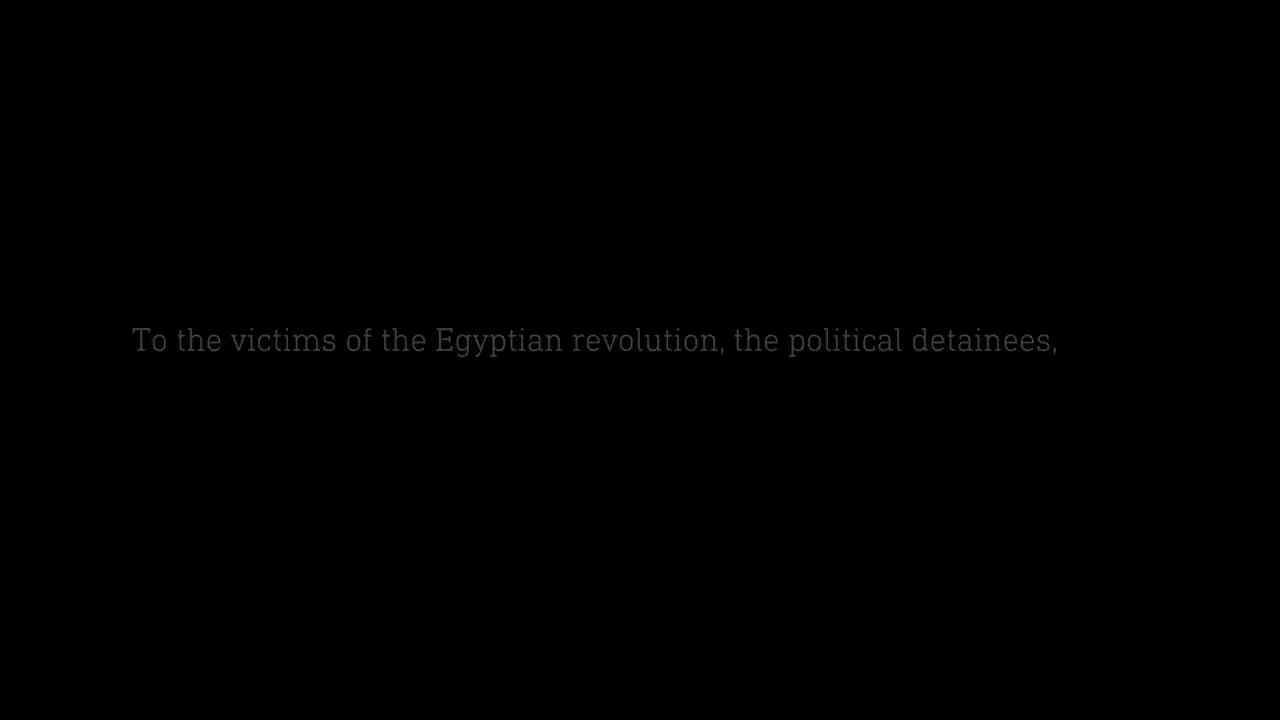 To the victims of the Egyptian revolution, the political detainees,